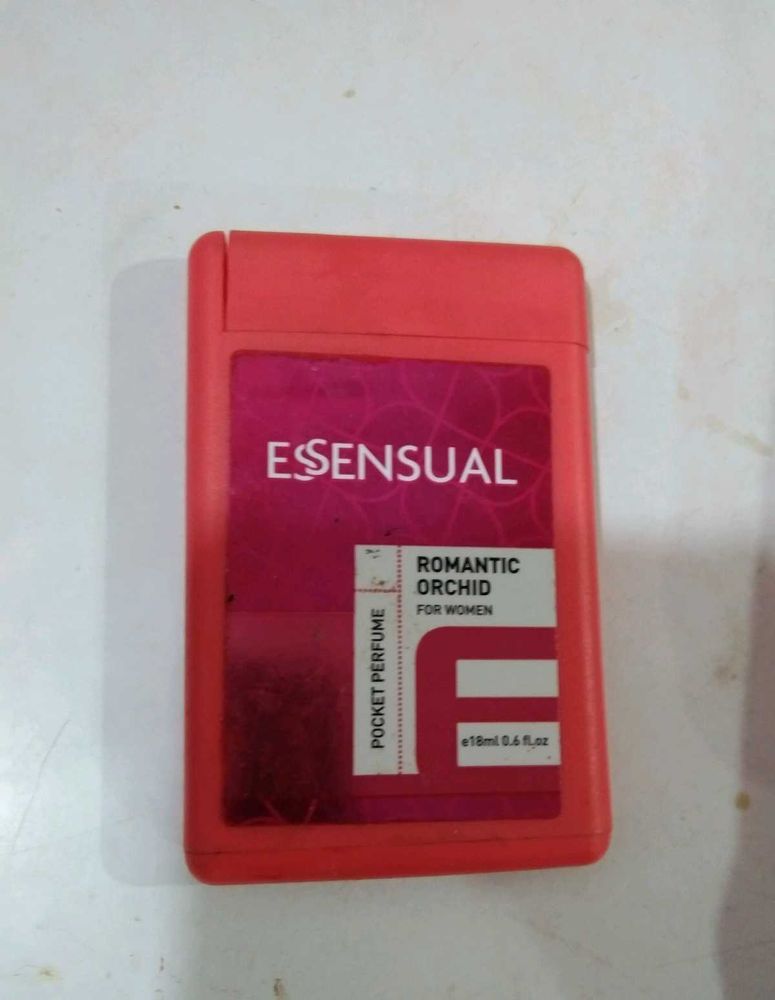 ESSENSUAL
ROMANTIC
ORCHID
FOR WOMEN
POCKET PERFUME
e18ml 0.6 fl.oz